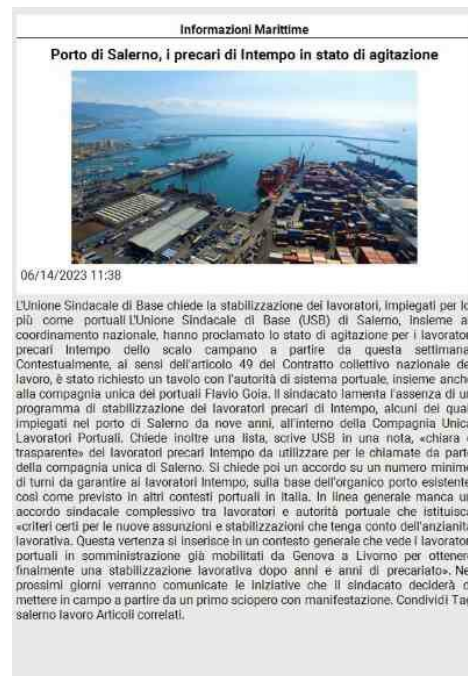 Informazioni Marittime
Porto di Salerno, i precari di Intempo in stato di agitazione
06/14/2023 11:38
L'Unione Sindacale di Base chiede la stabilizzazione dei lavoratori, impiegati per lo
più come portuali L'Unione Sindacale di Base (USB) di Salerno, insieme al
coordinamento nazionale, hanno proclamato lo stato di agitazione per i lavorator
precari Intempo dello scalo campano a partire da questa settimana
Contestualmente, ai sensi dell'articolo 49 del Contratto collettivo nazionale de
lavoro, è stato richiesto un tavolo con l'autorità di sistema portuale, insieme anch
alla compagnia unica dei portuali Flavio Goia. Il sindacato lamenta l'assenza di ur
programma di stabilizzazione dei lavoratori precari di Intempo, alcuni dei qua
impiegati nel porto di Salerno da nove anni, all'interno della Compagnia Unica
Lavoratori Portuali. Chiede inoltre una lista, scrive USB in una nota, «chiara e
trasparente» dei lavoratori precari Intempo da utilizzare per le chiamate da parte
della compagnia unica di Salerno. Si chiede poi un accordo su un numero minimo
di turni da garantire ai lavoratori Intempo, sulla base dell'organico porto esistente
così come previsto in altri contesti portuali in Italia. In linea generale manca ur
accordo sindacale complessivo tra lavoratori e autorità portuale che istituisca
«criteri certi per le nuove assunzioni e stabilizzazioni che tenga conto dell'anzianità
lavorativa. Questa vertenza si inserisce in un contesto generale che vede i lavorator
portuali in somministrazione già mobilitati da Genova a Livorno per ottenere
finalmente una stabilizzazione lavorativa dopo anni e anni di precariato». Ne
prossimi giorni verranno comunicate le iniziative che il sindacato deciderà d
mettere in campo a partire da un primo sciopero con manifestazione. Condividi Tag
salerno lavoro Articoli correlati.